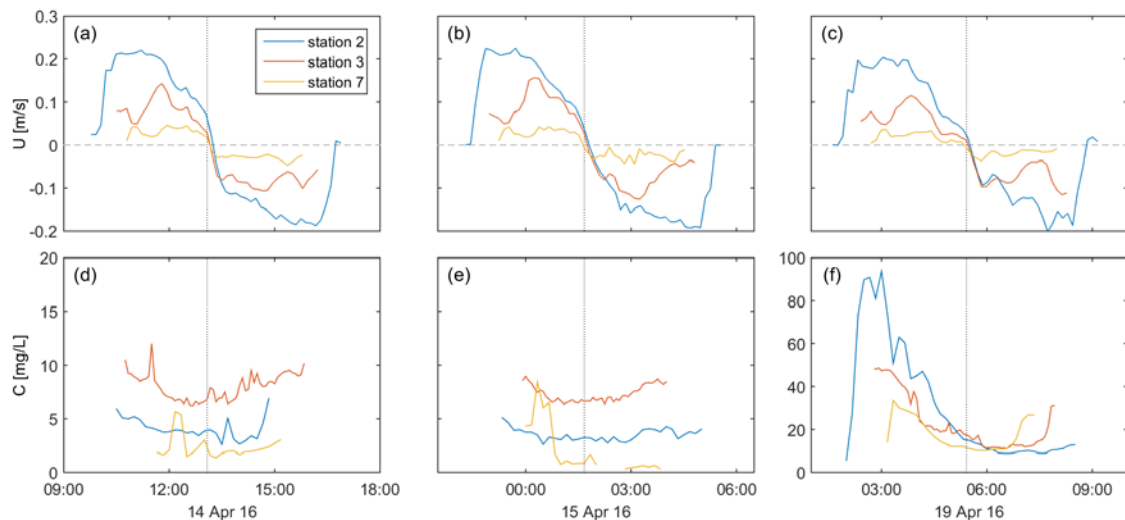 (a)
(b)
(c)
station 2
station 3
station 7
U [m/s]
0.3
0.2
0.1
0
-0.1
-0.2
(d)
(e)
(f)
C [mg/L]
20
15
10
5
0
100
80
60
40
20
0
09:00 12:00 15:00 18:00
00:00 03:00 06:00
03:00 06:00 09:00
14 Apr 16
15 Apr 16
19 Apr 16